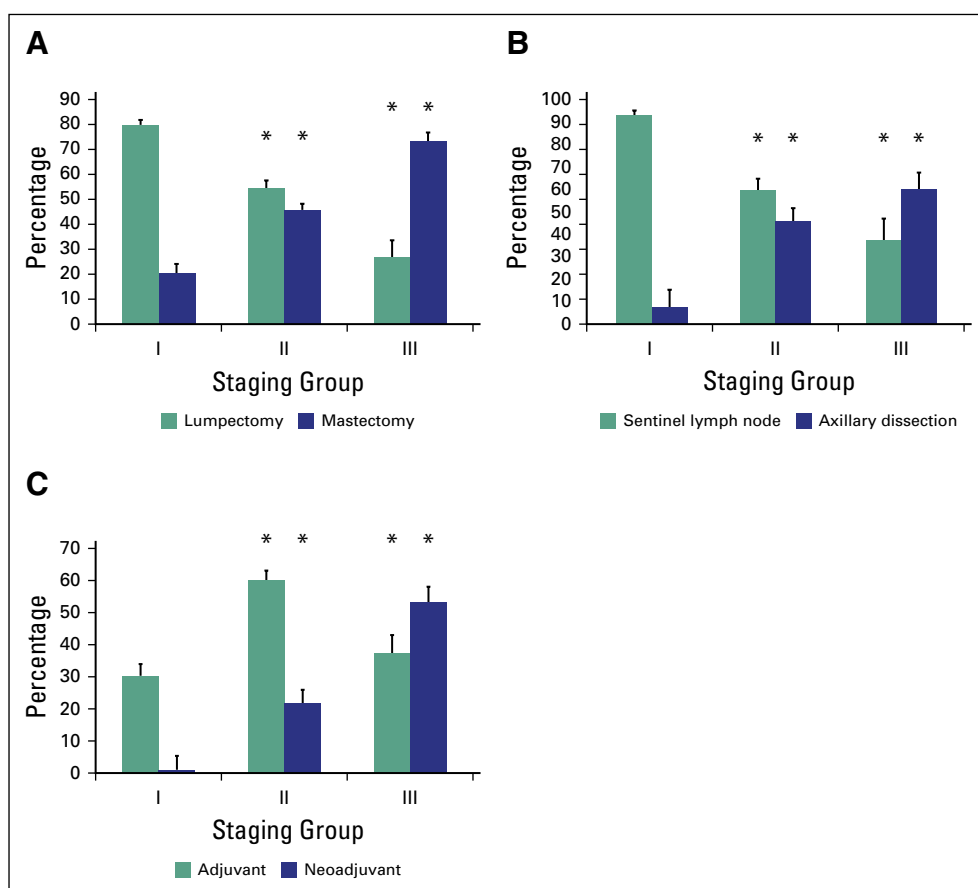 A
B
90
80
70
60
50
40
30
20
10
0
Percentage
* *
* *
I
II
III
Staging Group
Lumpectomy
Mastectomy
100
90
80
70
60
50
40
30
20
10
0
Percentage
* *
* *
I
II
III
Staging Group
Sentinel lymph node
Axillary dissection
C
70
60
50
40
30
20
10
0
Percentage
* *
* *
I
II
III
Staging Group
Adjuvant
Neoadjuvant